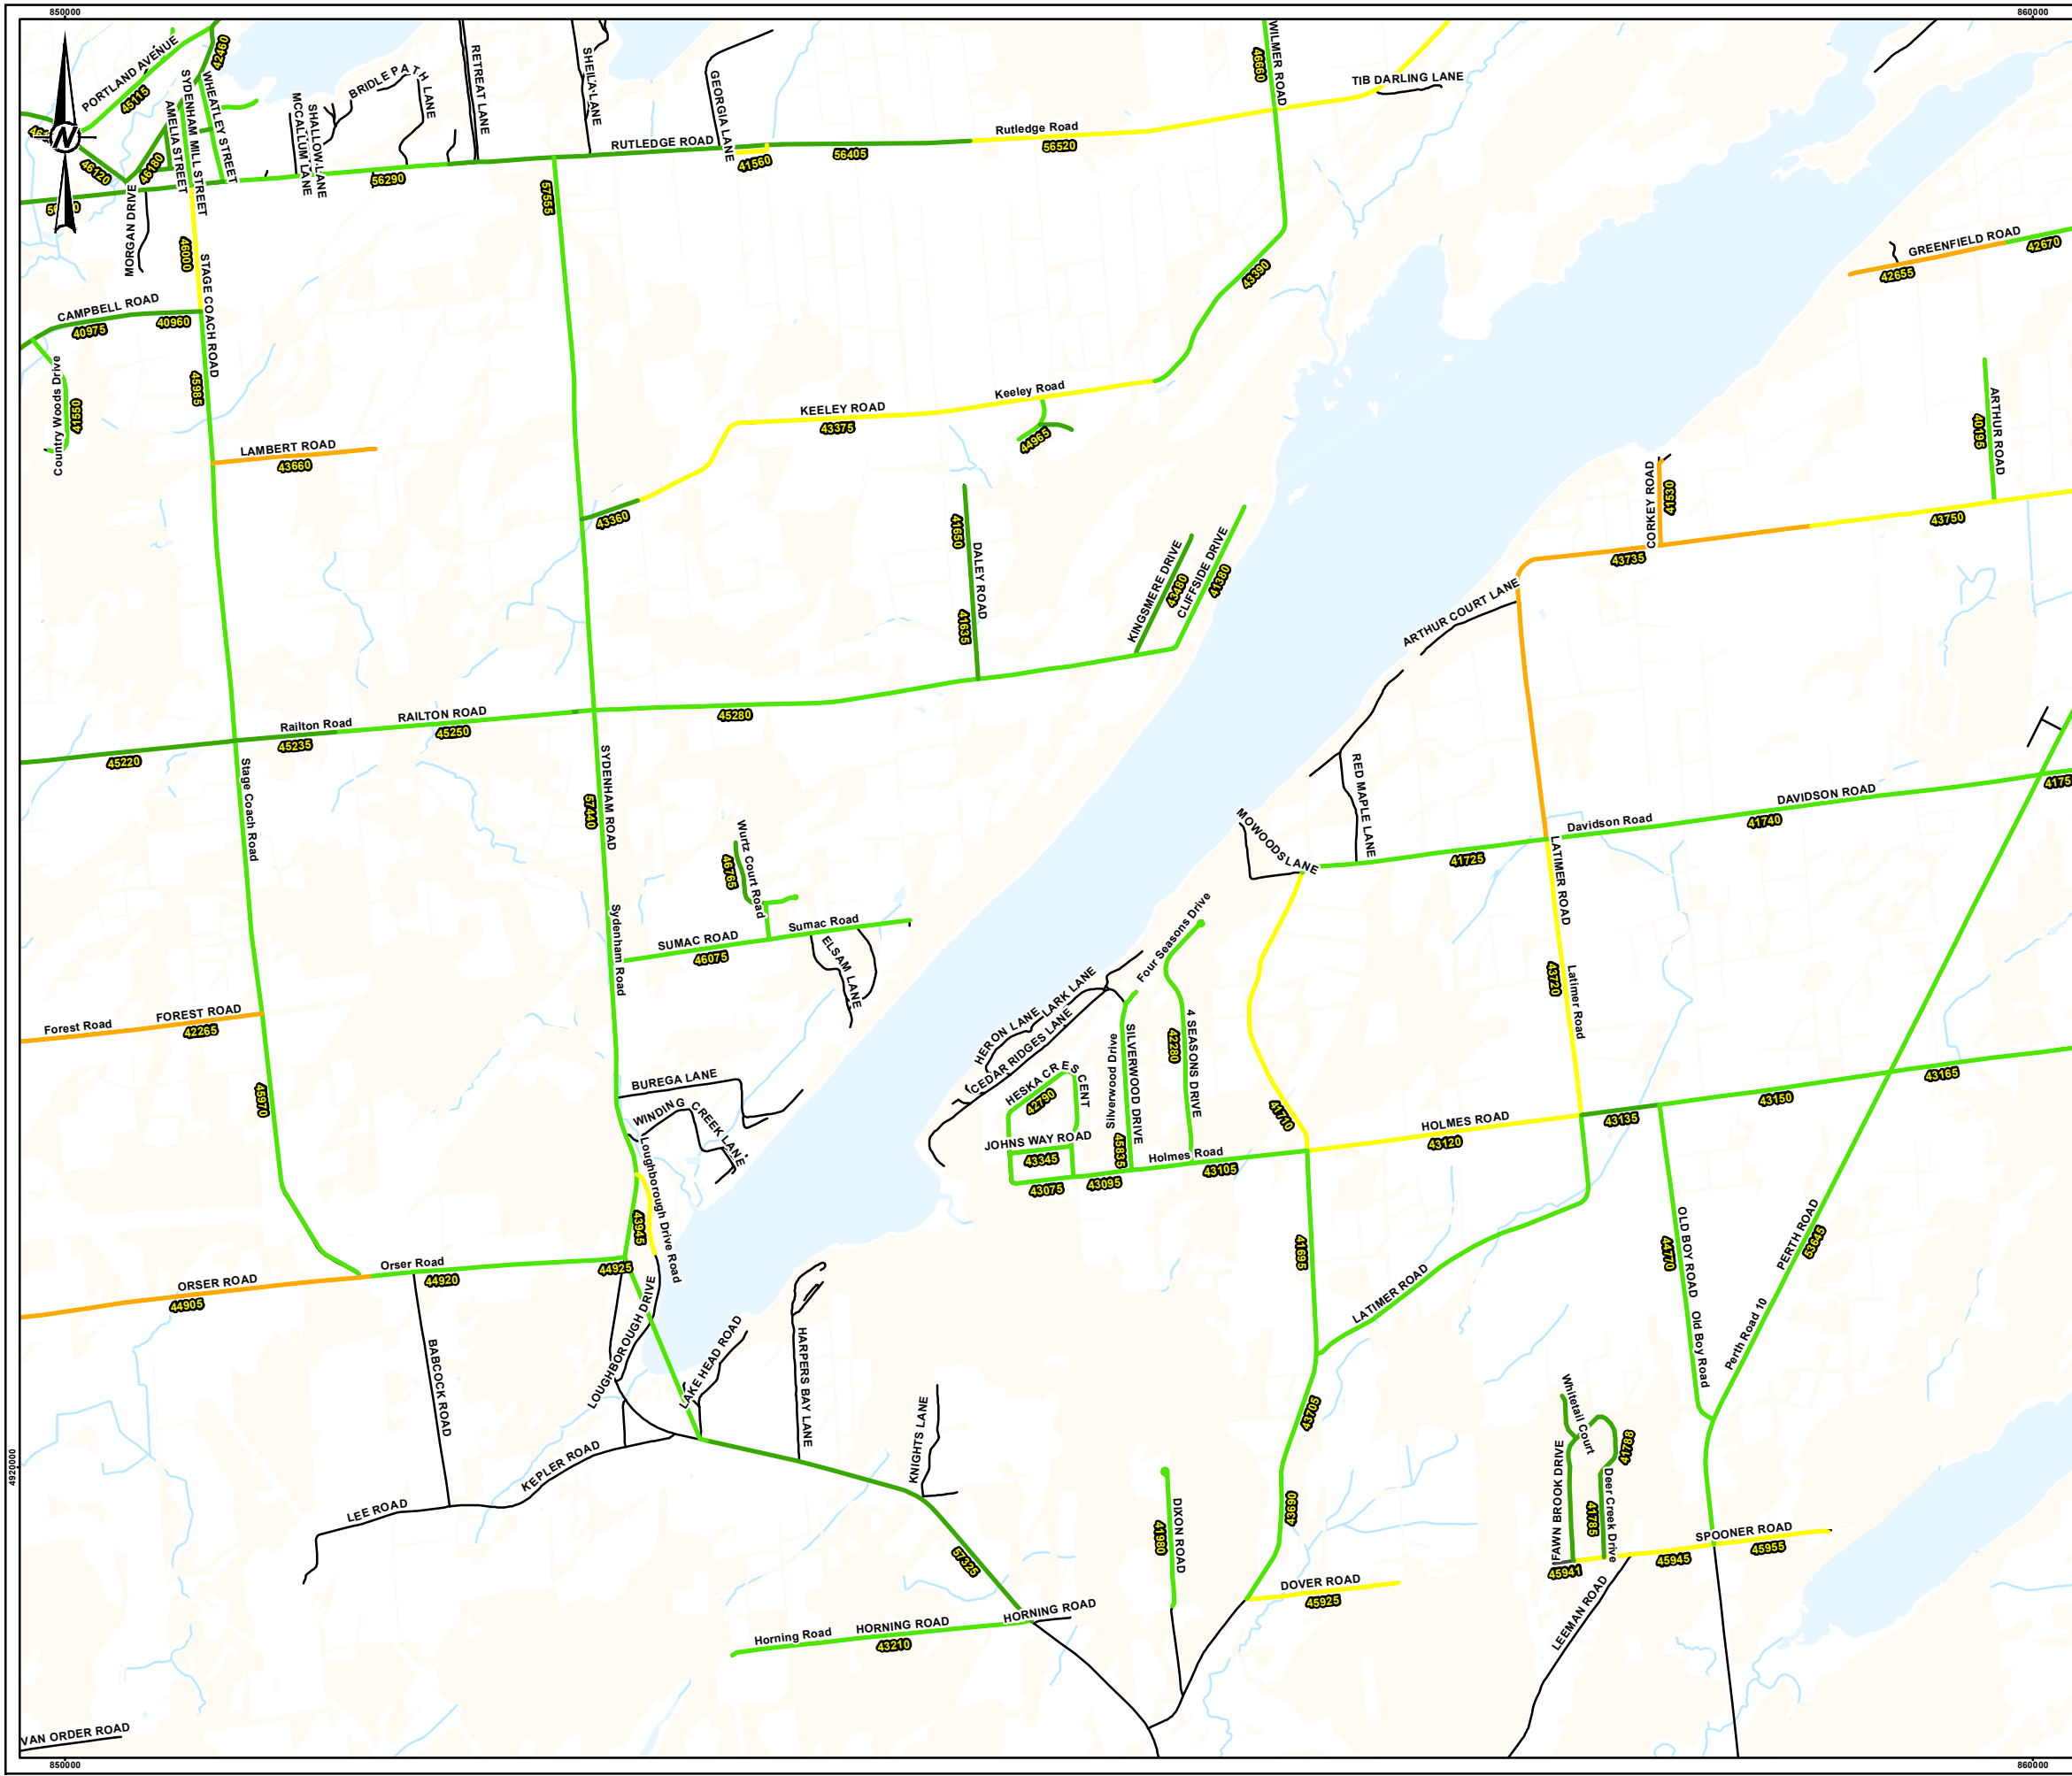 850000
860000
PORTLAND AVENUE
45115
42460
SYDENHAM MILL STREET
WHEATLEY STREET
AMELIA STREET
MCCALLUM LANE
SHALLOW LANE
BRIDLE PATH LANE
RETREAT LANE
SHEILA LANE
GEORGIA LANE
46660
WILMER ROAD
TIB DARLING LANE
N
46120
46180
RUTLEDGE ROAD
41560
56405
Rutledge Road
56520
56290
57555
MORGAN DRIVE
46000
STAGE COACH ROAD
CAMPBELL ROAD
40975
40960
43390
GREENFIELD ROAD
42655
42670
Country Woods Drive
41550
45985
LAMBERT ROAD
43660
KEELEY ROAD
43375
Keeley Road
44965
43360
ARTHUR ROAD
40195
CORKEY ROAD
41530
43750
43735
41650
DALEY ROAD
41635
KINGSMERE DRIVE
43480
CLIFFSIDE DRIVE
41380
ARTHUR COURT LANE
Railton Road
RAILTON ROAD
45220
45235
45250
45280
Stage Coach Road
SYDENHAM ROAD
57440
RED MAPLE LANE
MOWOODS LANE
41725
Davidson Road
DAVIDSON ROAD
41740
4175
LATIMER ROAD
Wurtz Court Road
46765
SUMAC ROAD
Sumac Road
46075
ELSAM LANE
Sydenham Road
Four Seasons Drive
43720
Latimer Road
Forest Road
FOREST ROAD
42265
45970
HERON LANE
LARK LANE
CEDAR RIDGES LANE
HESKA CRESCENT
42790
Silverwood Drive
SILVERWOOD DRIVE
45835
42280
4 SEASONS DRIVE
41710
BUREGA LANE
WINDING CREEK LANE
JOHNS WAY ROAD
43345
43075
43095
Holmes Road
43105
HOLMES ROAD
43120
43135
43150
43165
Loughborough Drive Road
43945
ORSER ROAD
44905
Orser Road
44920
44925
41695
LATIMER ROAD
OLD BOY ROAD
44770
Old Boy Road
PERTH ROAD
53645
Perth Road 10
BABCOCK ROAD
LOUGHBOROUGH DRIVE
LAKE HEAD ROAD
HARPERS BAY LANE
KNIGHTS LANE
43705
4920000
LEE ROAD
KEPLER ROAD
57325
DIXON ROAD
41980
43690
Whitetail Court
41788
FAWN BROOK DRIVE
41785
Deer Creek Drive
SPOONER ROAD
45941
45945
45955
DOVER ROAD
45925
LEEMAN ROAD
Horning Road
HORNING ROAD
43210
HORNING ROAD
VAN ORDER ROAD
850000
860000